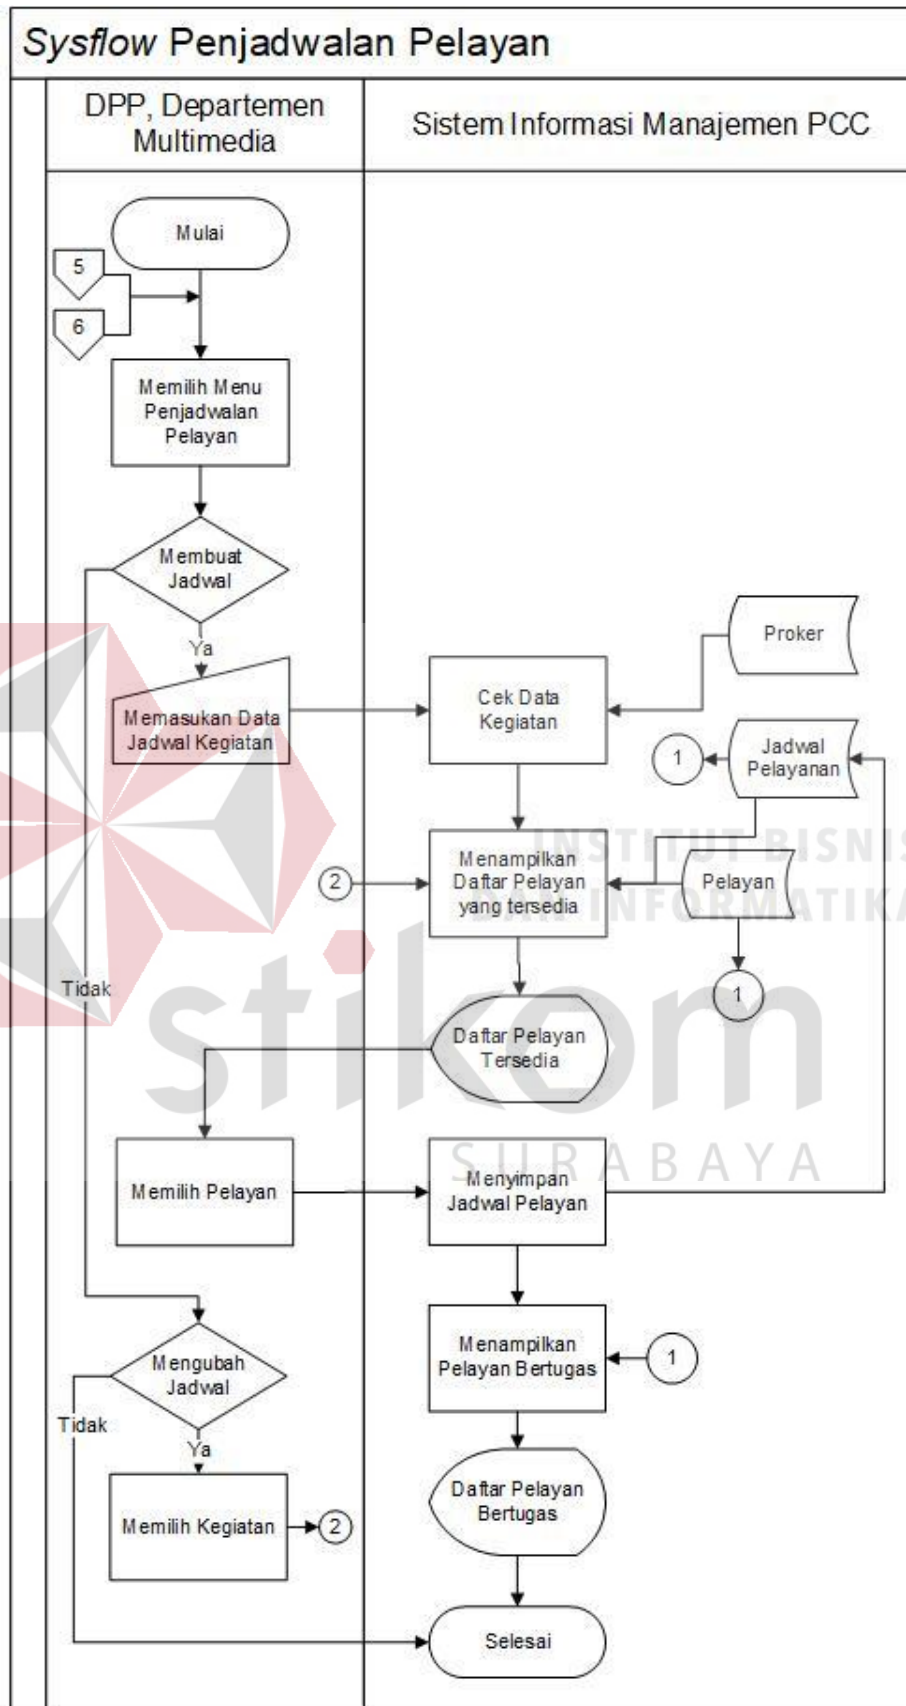 Sysflow Penjadwalan Pelayan
DPP, Departemen
Multimedia
Sistem Informasi Manajemen PCC
Mulai
5
6
Memilih Menu
Penjadwalan
Pelayan
Membuat
Jadwal
Ya
Memasukan Data
Jadwal Kegiatan
Cek Data
Kegiatan
Proker
1
Jadwal
Pelayanan
INSTITUT BISNIS
DAN INFORMATIKA
2
Menampilkan
Daftar Pelayan
yang tersedia
Pelayan
1
Tidak
stikom
SURABAYA
Daftar Pelayan
Tersedia
Memilih Pelayan
Menyimpan
Jadwal Pelayan
Mengubah
Jadwal
Menampilkan
Pelayan Bertugas
1
Tidak
Ya
Memilih Kegiatan
2
Daftar Pelayan
Bertugas
Selesai